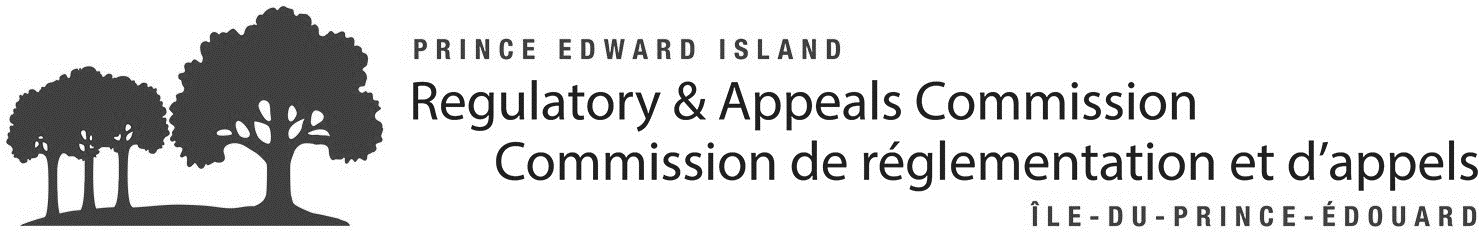 PRINCE EDWARD ISLAND
Regulatory & Appeals Commission
Commission de réglementation et d’appels
ÎLE-DU-PRINCE-ÉDOUARD